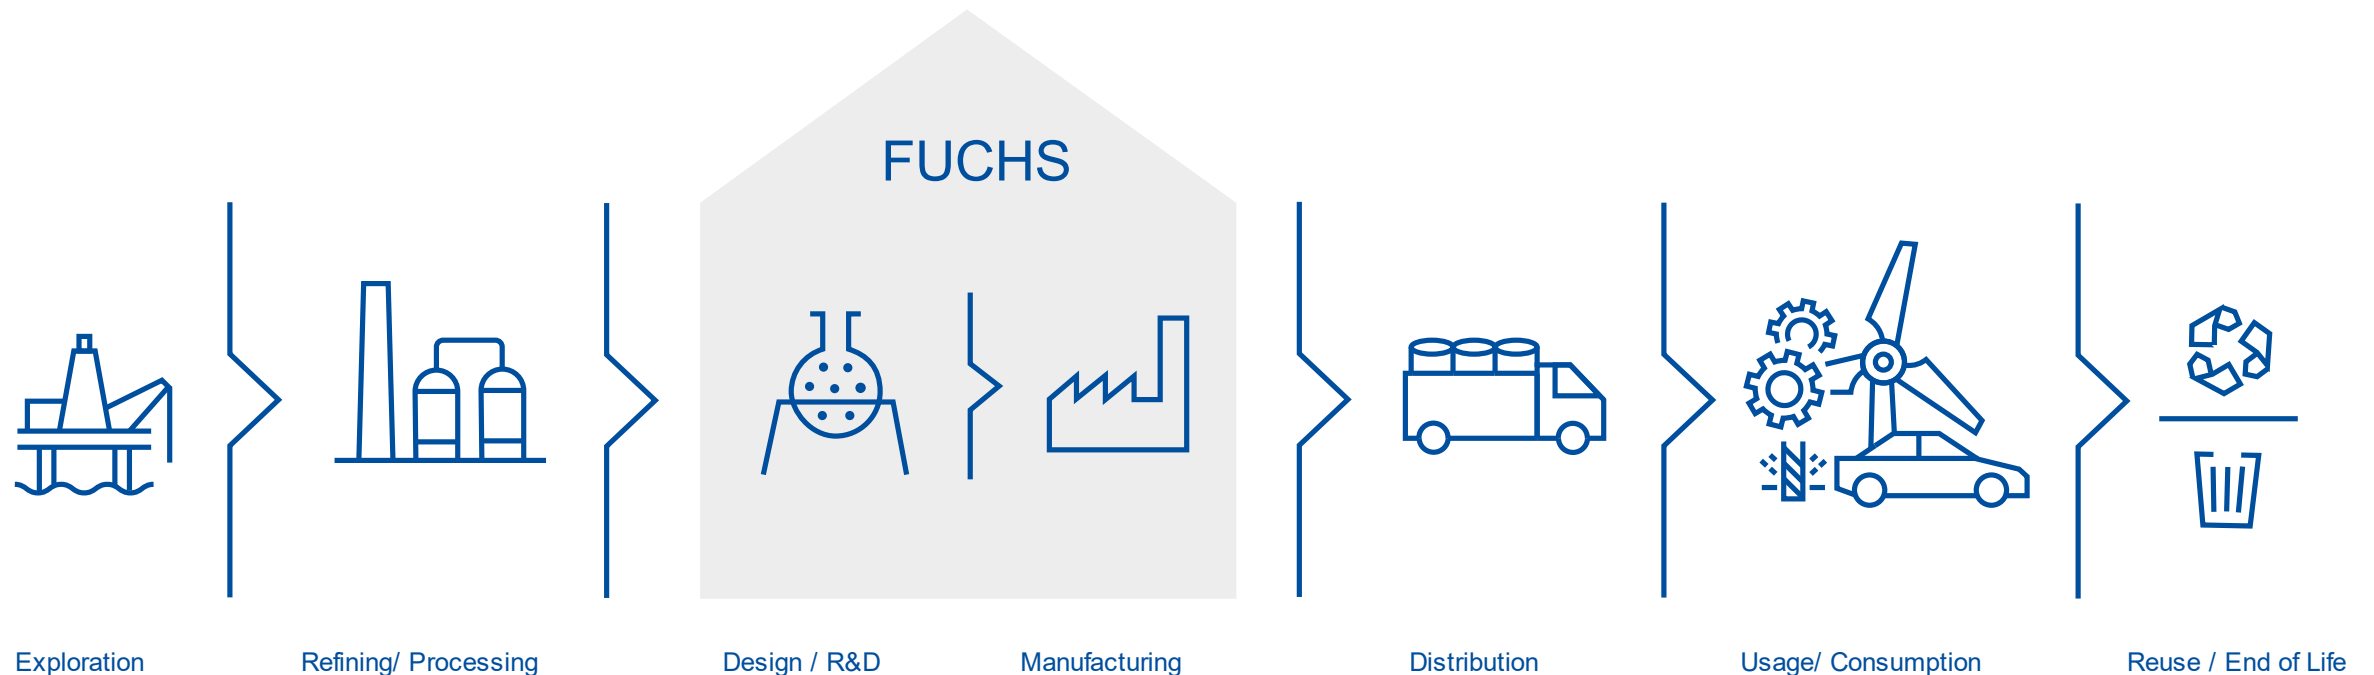 FUCHS
Exploration
Refining/ Processing
Design / R&D
Manufacturing
Distribution
Usage/ Consumption
Reuse / End of Life